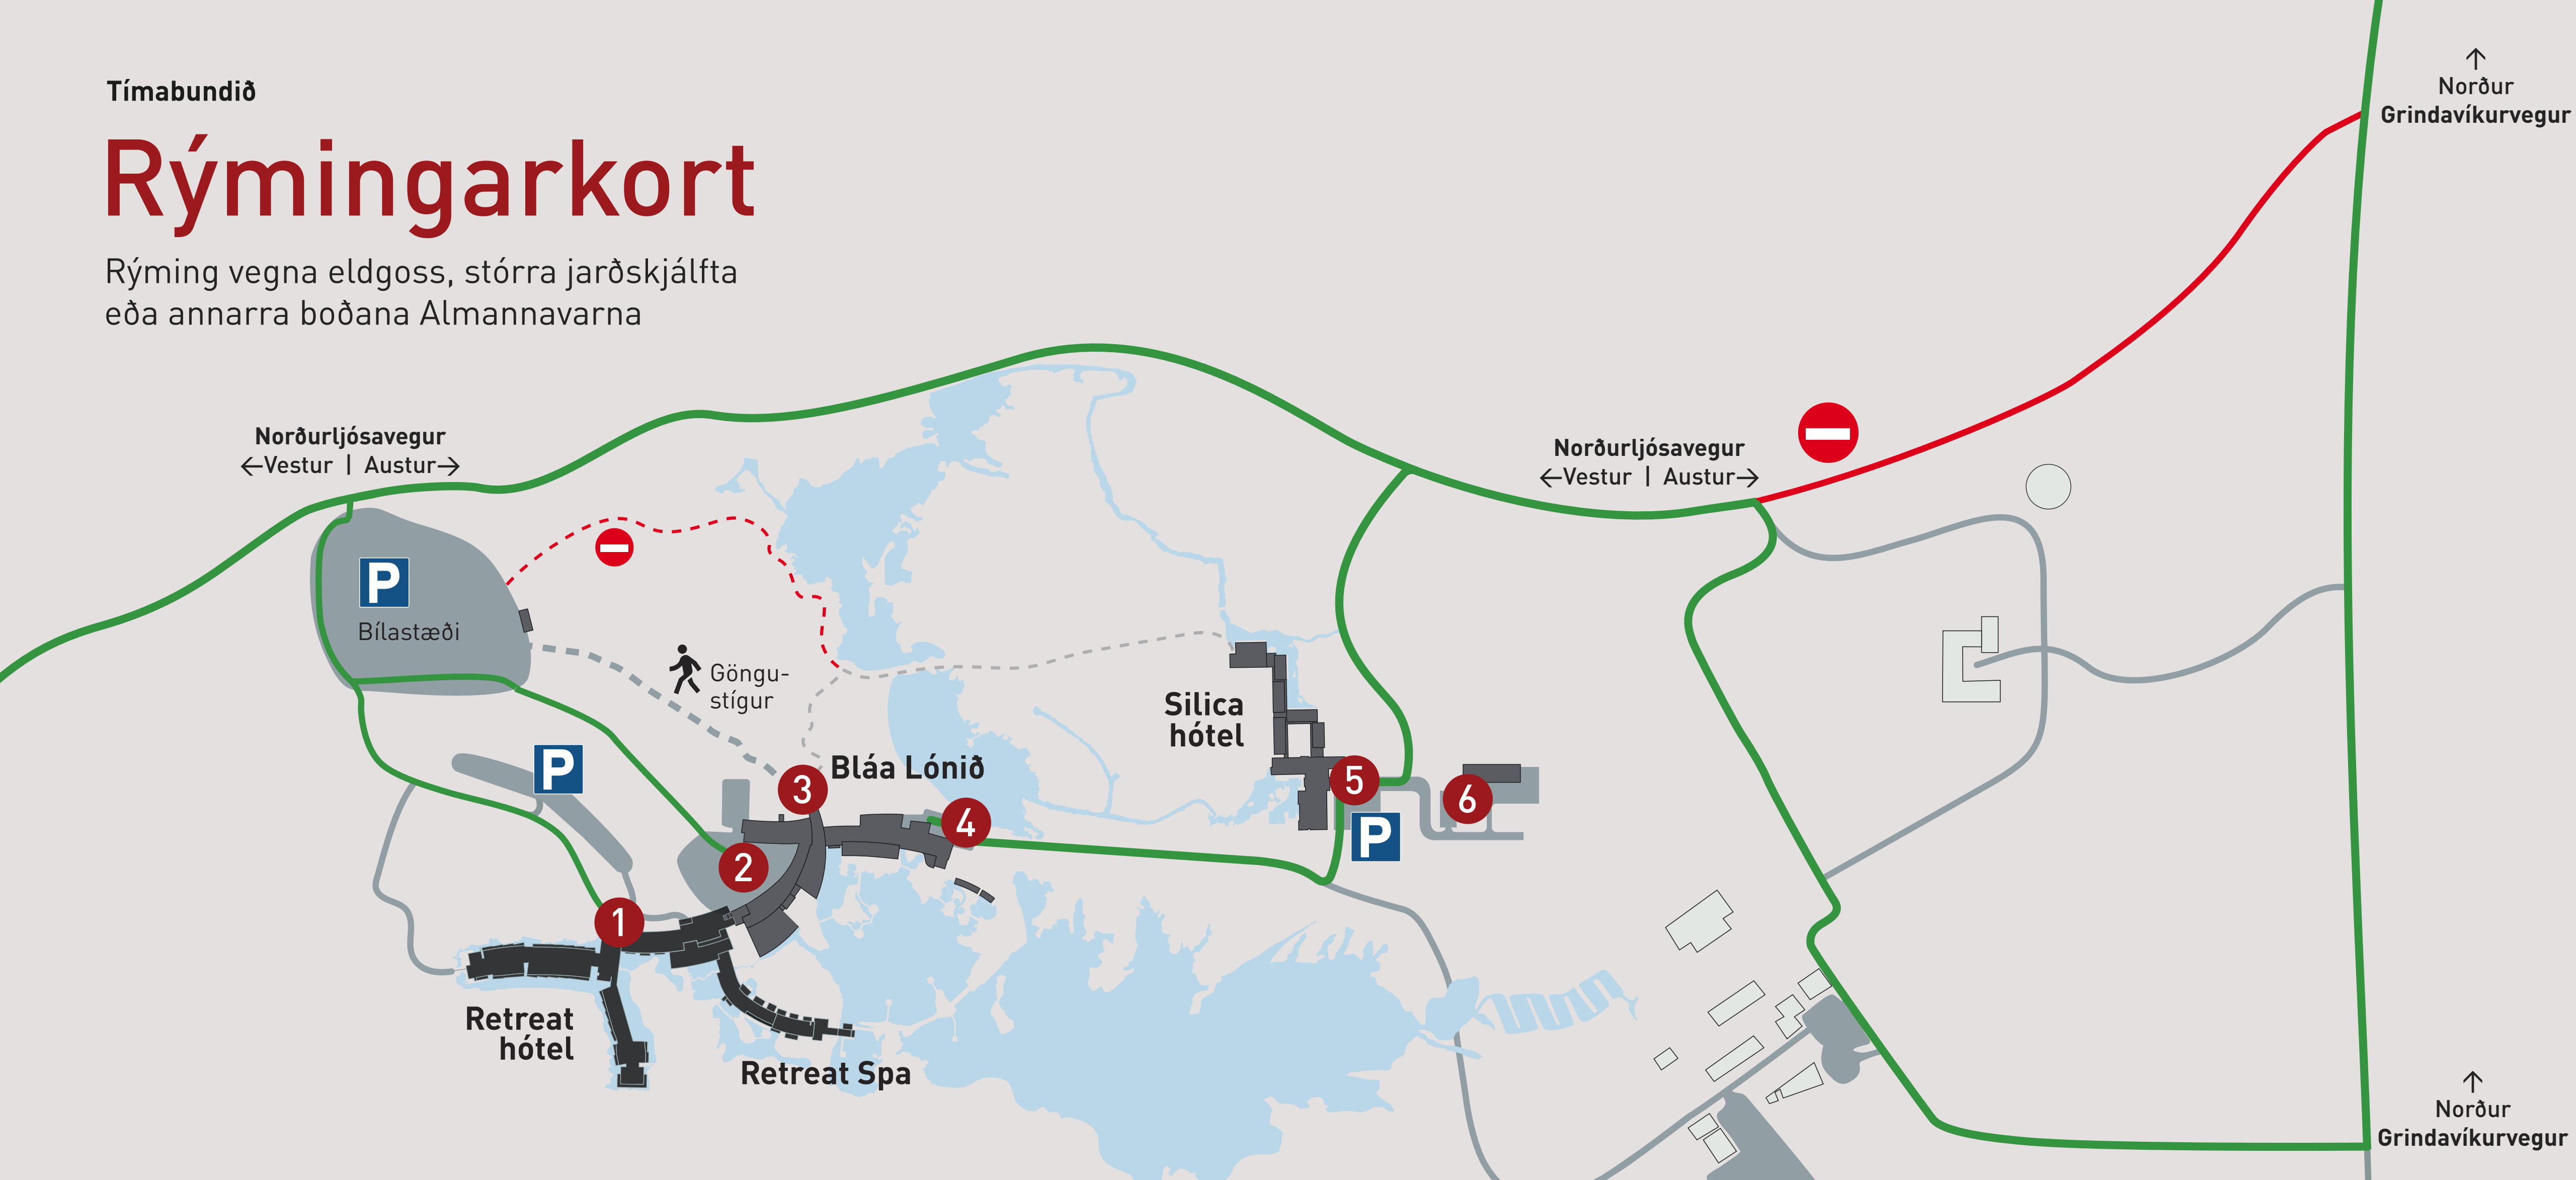 Tímabundið
Rýmingarkort
Rýming vegna eldgoss, stórra jarðskjálfta
eða annarra boðana Almannavarna
↑
Norður
Grindavíkurvegur
Norðurljósavegur
←Vestur | Austur→
Norðurljósavegur
←Vestur | Austur→
P
Bílastæði
Göngu-
stígur
Silica
hótel
P
Bláa Lónið
3
4
5
6
P
2
1
Retreat
hótel
Retreat Spa
↑
Norður
Grindavíkurvegur